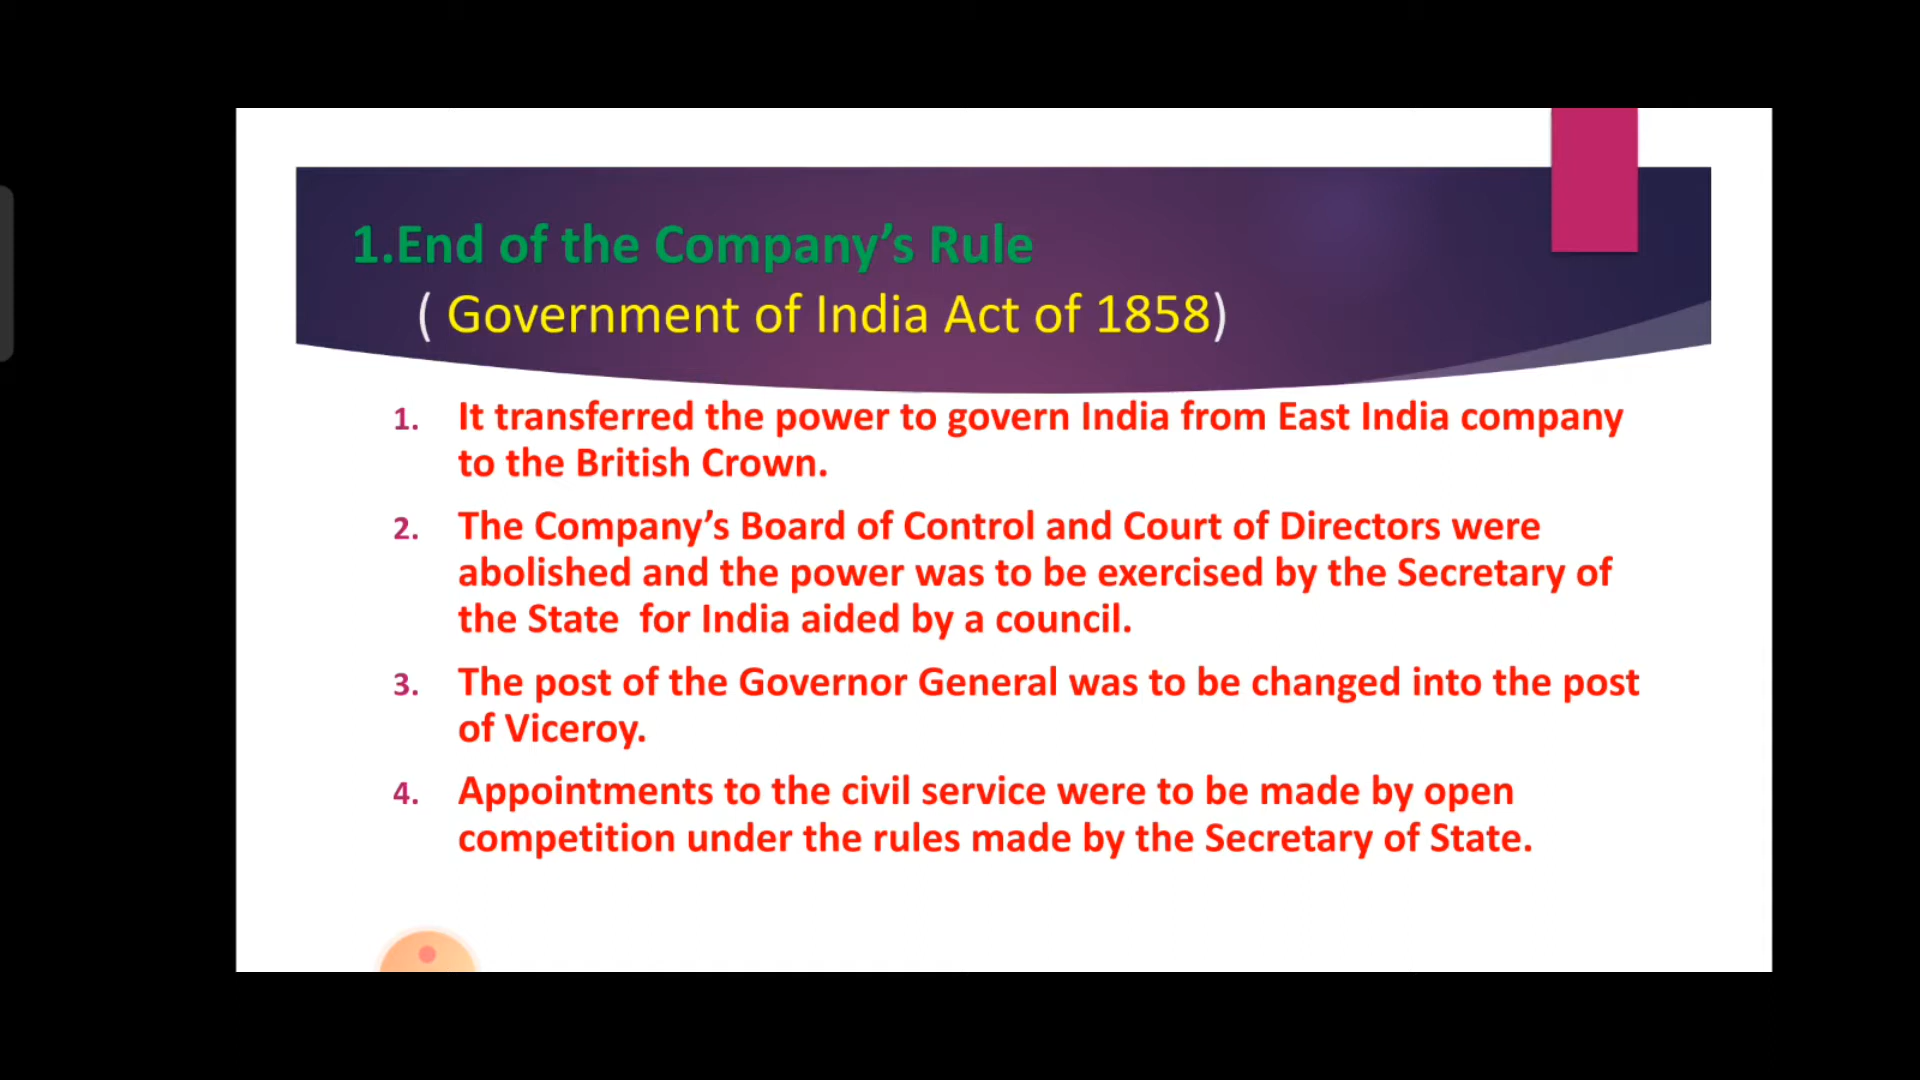 1.End of the Company’s Rule
( Government of India Act of 1858)
1. It transferred the power to govern India from East India company
to the British Crown.
2. The Company’s Board of Control and Court of Directors were
abolished and the power was to be exercised by the Secretary of
the State for India aided by a council.
3. The post of the Governor General was to be changed into the post
of Viceroy.
4. Appointments to the civil service were to be made by open
competition under the rules made by the Secretary of State.